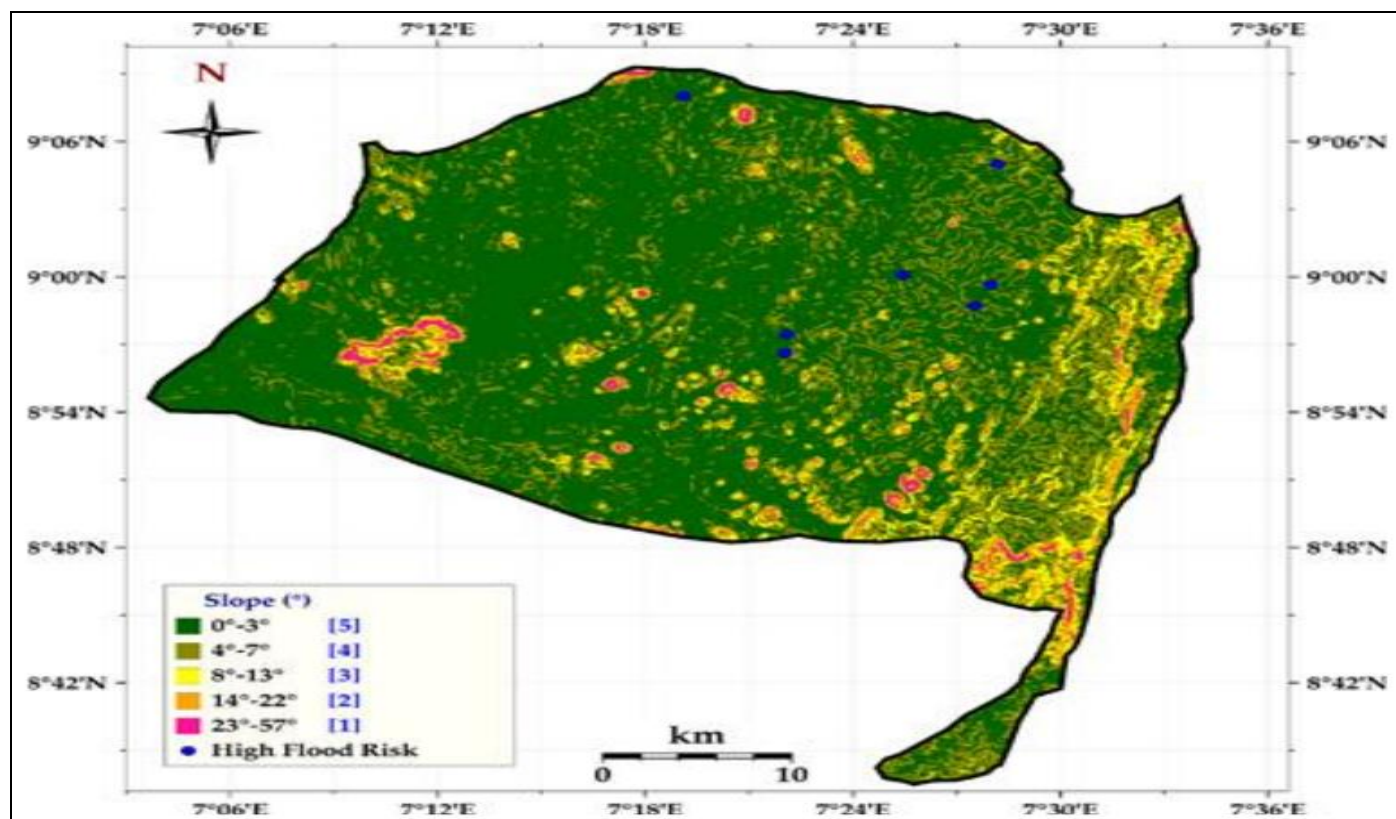 7°06'E 7°12'E 7°18'E 7°24'E 7°30'E 7°36'E
N
9°06'N 9°06'N
9°00'N 9°00'N
8°54'N 8°54'N
8°48'N 8°48'N
Slope (°)
0°-3° [5]
4°-7° [4]
8°-13° [3]
14°-22° [2]
23°-57° [1]
High Flood Risk
8°42'N 8°42'N
km
0 10
7°06'E 7°12'E 7°18'E 7°24'E 7°30'E 7°36'E